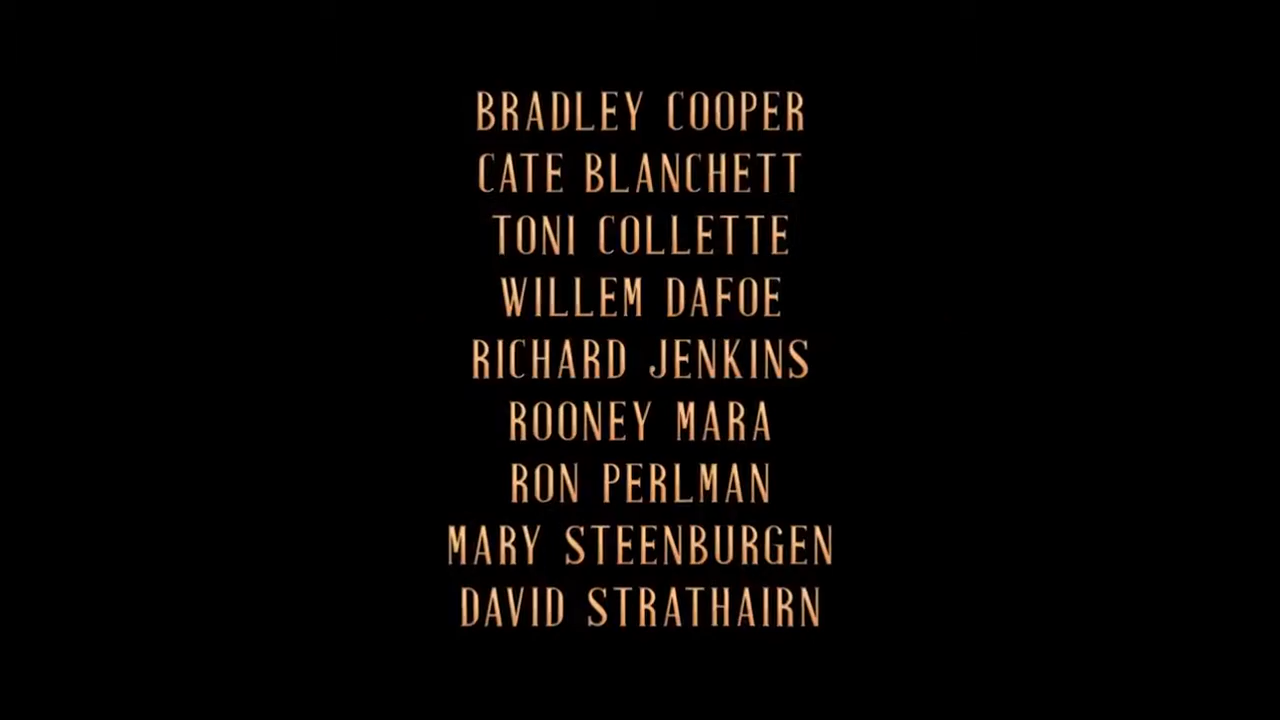 BRADLEY COOPER
CATE BLANCHETT
TONI COLLETTE
WILLEM DAFOE
RICHARD JENKINS
ROONEY MARA
RON PERLMAN
MARY STEENBURGEN
DAVID STRATHAIRN